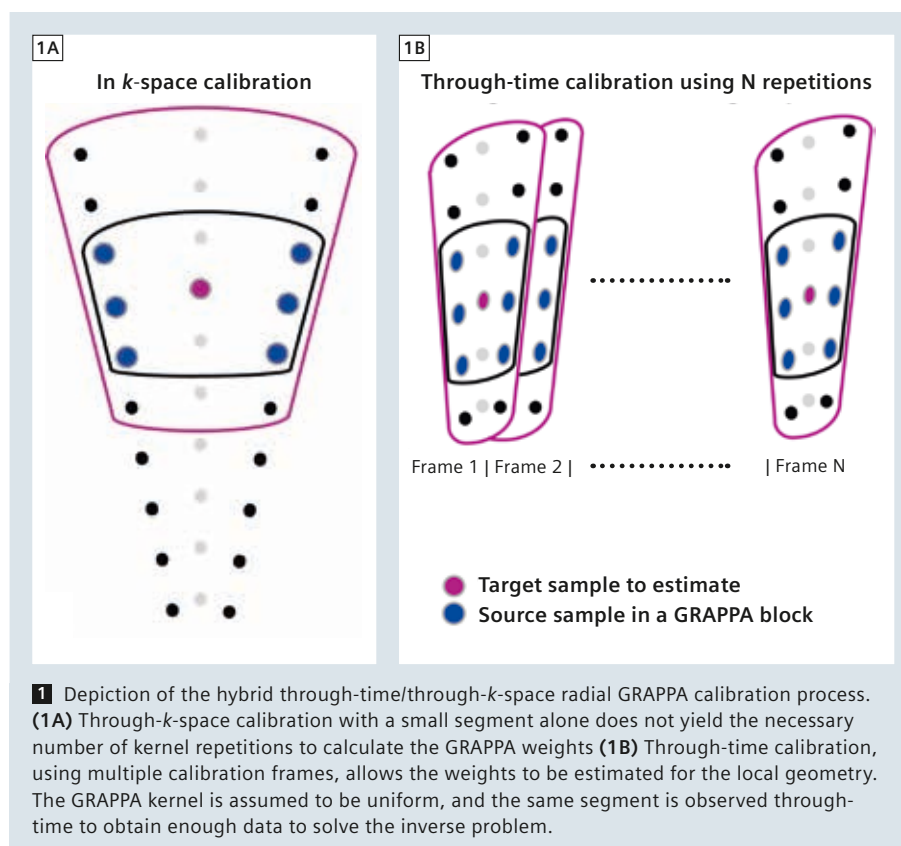 1A
In k-space calibration
1B
Through-time calibration using N repetitions
Frame 1 | Frame 2 |
| Frame N
Target sample to estimate
Source sample in a GRAPPA block
1 Depiction of the hybrid through-time/through-k-space radial GRAPPA calibration process.
(1A) Through-k-space calibration with a small segment alone does not yield the necessary
number of kernel repetitions to calculate the GRAPPA weights (1B) Through-time calibration,
using multiple calibration frames, allows the weights to be estimated for the local geometry.
The GRAPPA kernel is assumed to be uniform, and the same segment is observed through-
time to obtain enough data to solve the inverse problem.